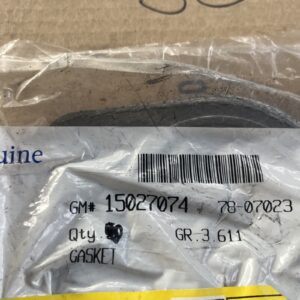 uine
GM# 15027074 78-07023
Qty
GR.3.611
GASKET